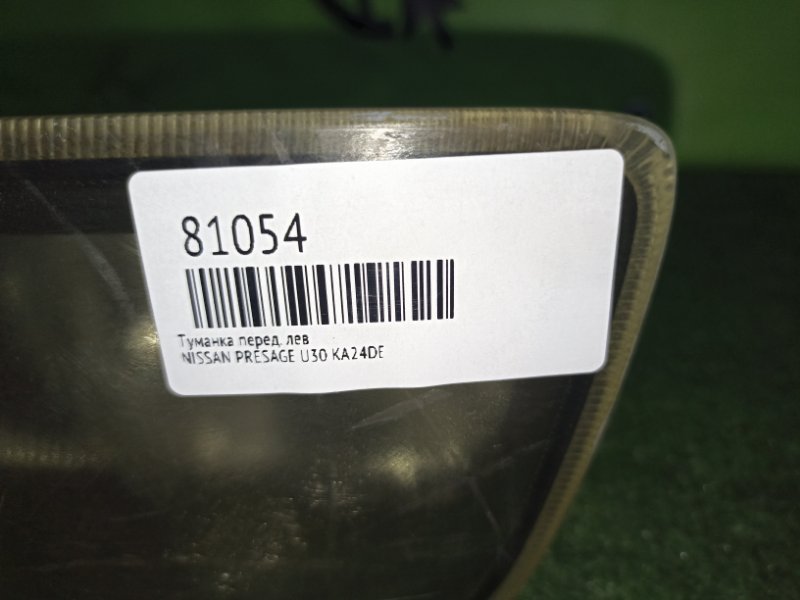 81054
Туманка перед. лев
NISSAN PRESAGE U30 KA24DE